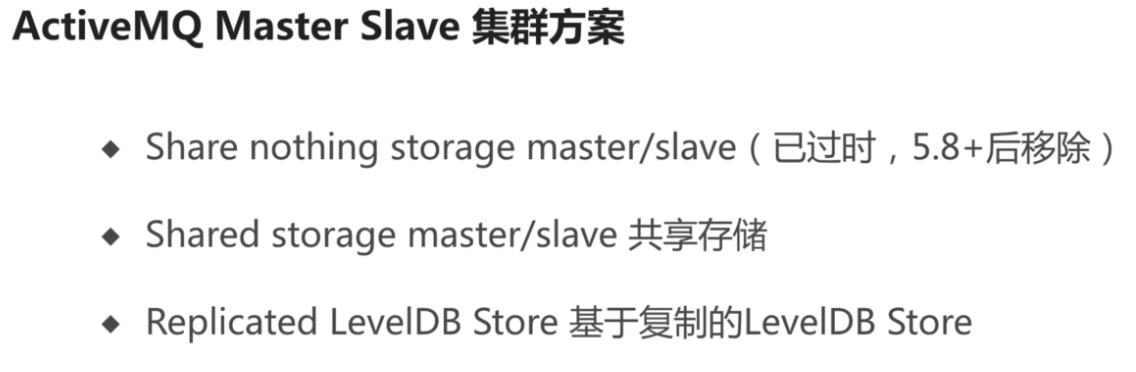 ActiveMQ Master Slave 集群方案
◆ Share nothing storage master/slave（已过时，5.8+后移除）
◆ Shared storage master/slave 共享存储
◆ Replicated LevelDB Store 基于复制的LevelDB Store